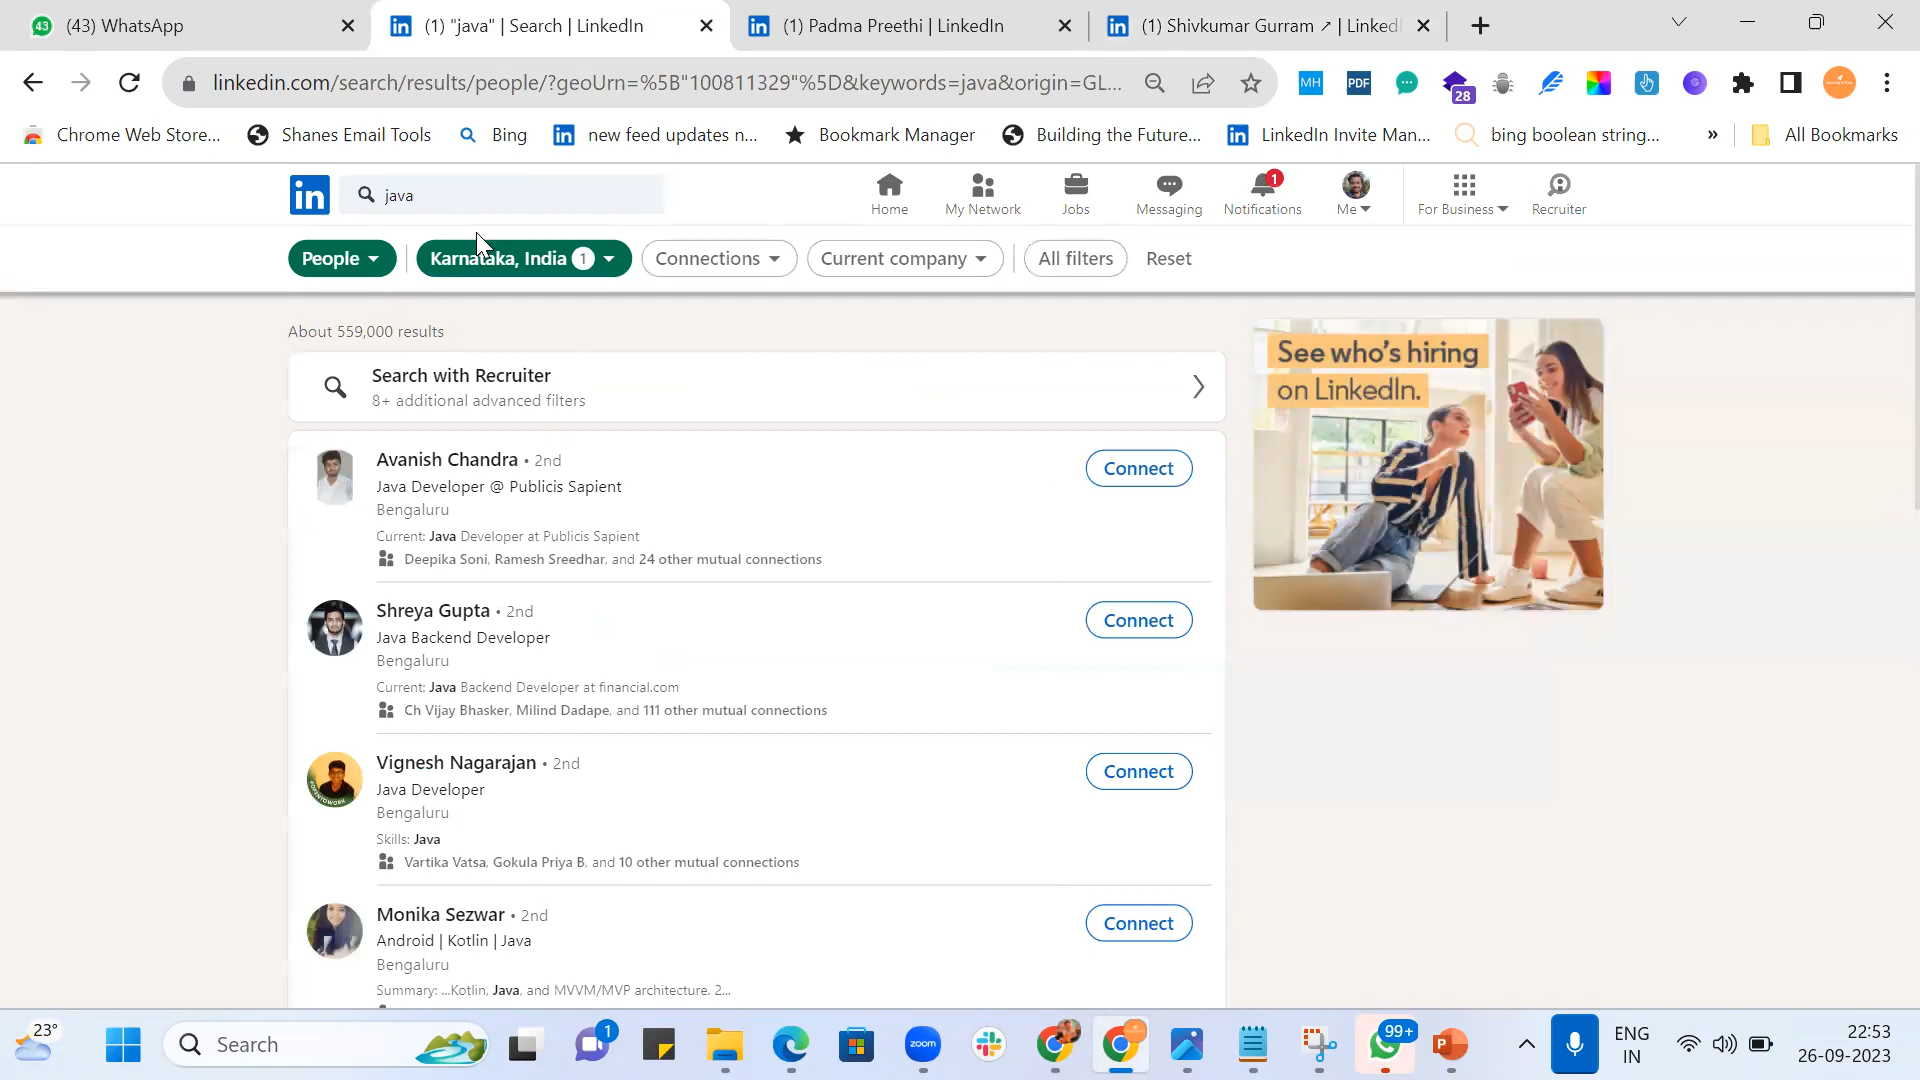 43
(43) WhatsApp
(1) "java" | Search | LinkedIn
(1) Padma Preethi | LinkedIn
(1) Shivkumar Gurram ↗ | Linked
linkedin.com/search/results/people/?geoUrn=%5B"100811329"%5D&keywords=java&origin=GL...
MH
PDF
28
Chrome Web Store...
Shanes Email Tools
Bing
new feed updates n...
Bookmark Manager
Building the Future...
LinkedIn Invite Man...
bing boolean string...
»
All Bookmarks
in
java
Home
My Network
Jobs
Messaging
1
Notifications
Me
For Business
Recruiter
People
Karnataka, India 1
Connections
Current company
All filters
Reset
About 559,000 results
Search with Recruiter
8+ additional advanced filters
Avanish Chandra • 2nd
Java Developer @ Publicis Sapient
Bengaluru
Current: Java Developer at Publicis Sapient
Deepika Soni, Ramesh Sreedhar, and 24 other mutual connections
Connect
Shreya Gupta • 2nd
Java Backend Developer
Bengaluru
Current: Java Backend Developer at financial.com
Ch Vijay Bhasker, Milind Dadape, and 111 other mutual connections
Connect
Vignesh Nagarajan • 2nd
Java Developer
Bengaluru
Skills: Java
Vartika Vatsa, Gokula Priya B, and 10 other mutual connections
#OPENTOWORK
Connect
Monika Sezwar • 2nd
Android | Kotlin | Java
Bengaluru
Summary: ...Kotlin, Java, and MVVM/MVP architecture. 2...
Connect
See who's hiring
on LinkedIn.
23°
Search
1
zoom
99+
P
ENG
IN
22:53
26-09-2023